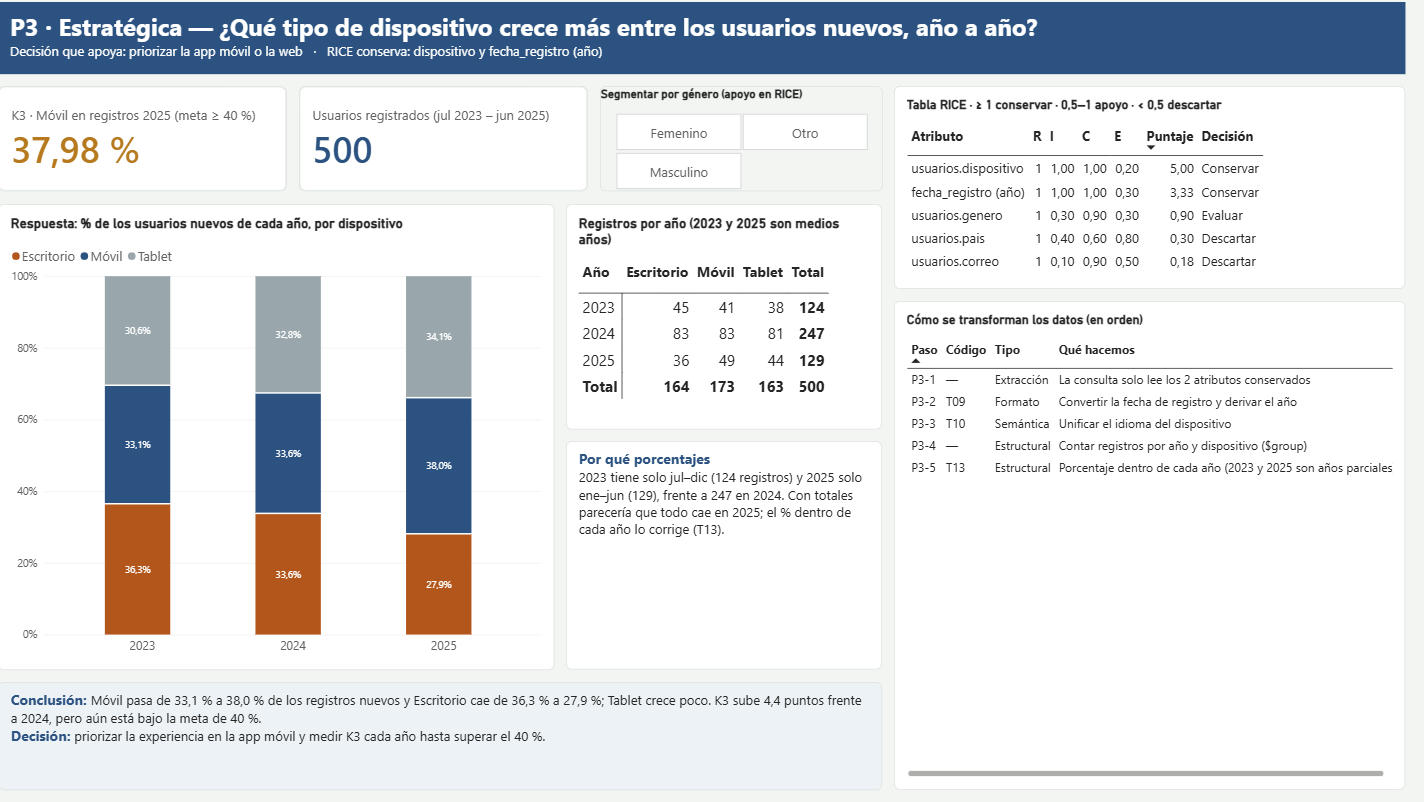 P3 · Estratégica — ¿Qué tipo de dispositivo crece más entre los usuarios nuevos, año a año?
Decisión que apoya: priorizar la app móvil o la web · RICE conserva: dispositivo y fecha_registro (año)
K3 · Móvil en registros 2025 (meta ≥ 40 %)
37,98 %
Usuarios registrados (jul 2023 – jun 2025)
500
Segmentar por género (apoyo en RICE)
Femenino
Otro
Masculino
Respuesta: % de los usuarios nuevos de cada año, por dispositivo
Escritorio Móvil Tablet
100%
80%
60%
40%
20%
0%
30,6%
33,1%
36,3%
32,8%
33,6%
33,6%
34,1%
38,0%
27,9%
2023 2024 2025
Registros por año (2023 y 2025 son medios
años)
Año Escritorio Móvil Tablet Total
2023 45 41 38 124
2024 83 83 81 247
2025 36 49 44 129
Total 164 173 163 500
Por qué porcentajes
2023 tiene solo jul–dic (124 registros) y 2025 solo
ene–jun (129), frente a 247 en 2024. Con totales
parecería que todo cae en 2025; el % dentro de
cada año lo corrige (T13).
Conclusión: Móvil pasa de 33,1 % a 38,0 % de los registros nuevos y Escritorio cae de 36,3 % a 27,9 %; Tablet crece poco. K3 sube 4,4 puntos frente
a 2024, pero aún está bajo la meta de 40 %.
Decisión: priorizar la experiencia en la app móvil y medir K3 cada año hasta superar el 40 %.
Tabla RICE · ≥ 1 conservar · 0,5–1 apoyo · < 0,5 descartar
Atributo R I C E Puntaje Decisión
usuarios.dispositivo 1 1,00 1,00 0,20 5,00 Conservar
fecha_registro (año) 1 1,00 1,00 0,30 3,33 Conservar
usuarios.genero 1 0,30 0,90 0,30 0,90 Evaluar
usuarios.pais 1 0,40 0,60 0,80 0,30 Descartar
usuarios.correo 1 0,10 0,90 0,50 0,18 Descartar
Cómo se transforman los datos (en orden)
Paso Código Tipo Qué hacemos
P3-1 — Extracción La consulta solo lee los 2 atributos conservados
P3-2 T09 Formato Convertir la fecha de registro y derivar el año
P3-3 T10 Semántica Unificar el idioma del dispositivo
P3-4 — Estructural Contar registros por año y dispositivo ($group)
P3-5 T13 Estructural Porcentaje dentro de cada año (2023 y 2025 son años parciales